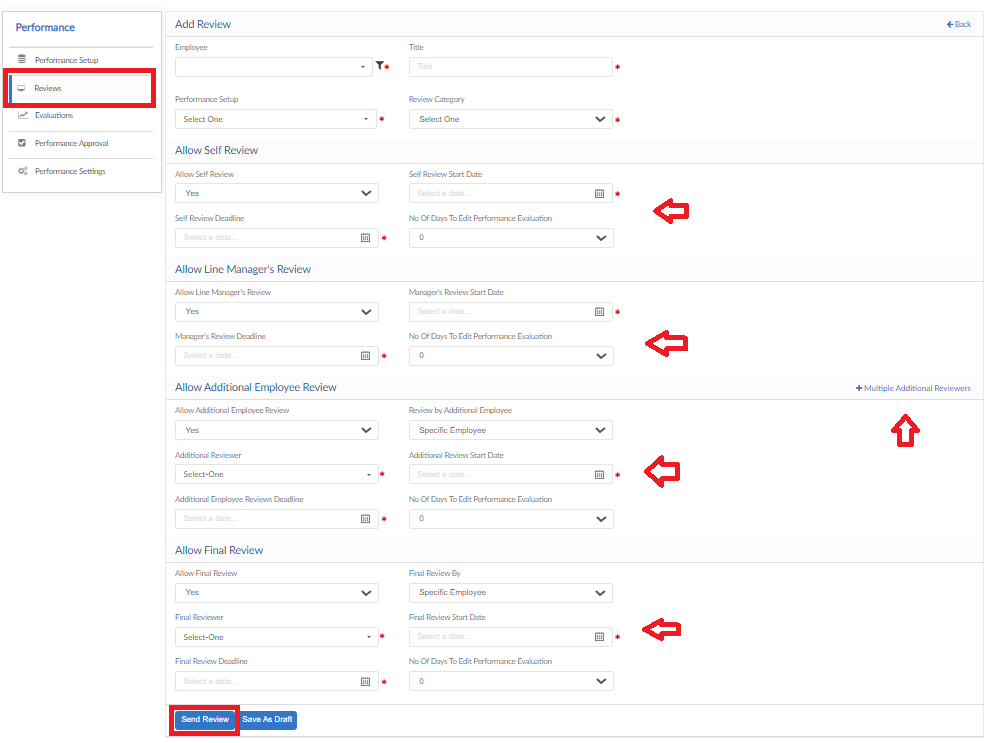 Performance
Performance Setup
Reviews
Evaluations
Performance Approval
Performance Settings
Add Review
Back
Employee
Title
Title
Performance Setup
Review Category
Select One
Select One
Allow Self Review
Allow Self Review
Self Review Start Date
Yes
Select a date...
Self Review Deadline
No Of Days To Edit Performance Evaluation
Select a date...
0
Allow Line Manager's Review
Allow Line Manager's Review
Manager's Review Start Date
Yes
Select a date...
Manager's Review Deadline
No Of Days To Edit Performance Evaluation
Select a date...
0
Allow Additional Employee Review
Multiple Additional Reviewers
Allow Additional Employee Review
Review by Additional Employee
Yes
Specific Employee
Additional Reviewer
Additional Review Start Date
Select-One
Select a date...
Additional Employee Reviews Deadline
No Of Days To Edit Performance Evaluation
Select a date...
0
Allow Final Review
Allow Final Review
Final Review By
Yes
Specific Employee
Final Reviewer
Final Review Start Date
Select-One
Select a date...
Final Review Deadline
No Of Days To Edit Performance Evaluation
Select a date...
0
Send Review
Save As Draft